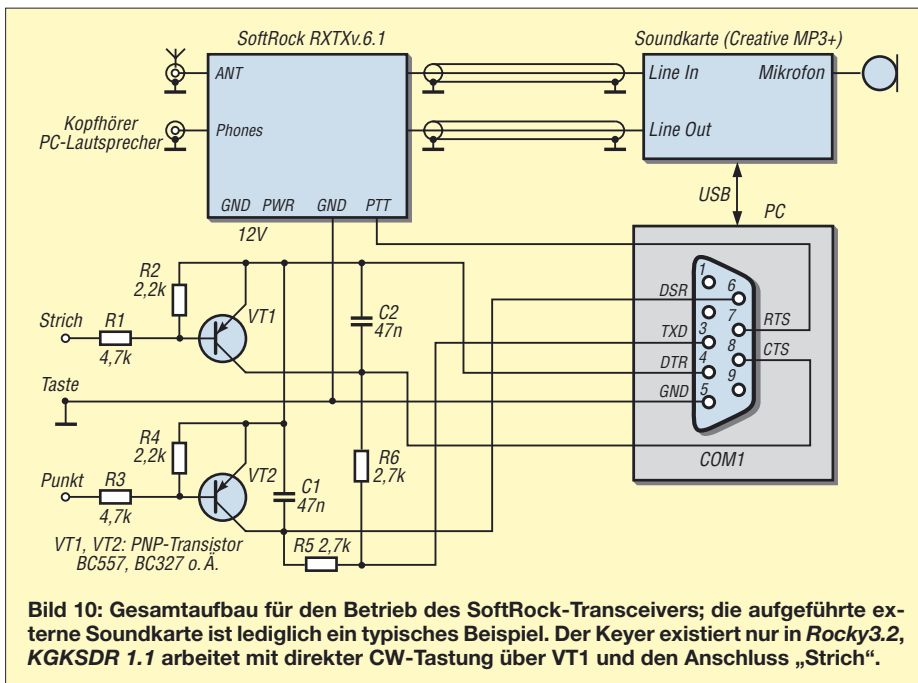 SoftRock RXTXv.6.1
Soundkarte (Creative MP3+)
ANT
Line In
Mikrofon
Kopfhörer
PC-Lautsprecher
Phones
Line Out
GND PWR GND PTT
12V
USB
PC
R2
2,2k
VT1
C2
47n
Strich
R1
4,7k
DSR
TXD
DTR
GND
1
6
7
3
8
4
9
5
RTS
CTS
COM1
Taste
R4
2,2k
VT2
C1
47n
R6
2,7k
Punkt
R3
4,7k
R5 2,7k
VT1, VT2: PNP-Transistor
BC557, BC327 o. Ä.
Bild 10: Gesamtaufbau für den Betrieb des SoftRock-Transceivers; die aufgeführte ex-
terne Soundkarte ist lediglich ein typisches Beispiel. Der Keyer existiert nur in Rocky3.2,
KGKSDR 1.1 arbeitet mit direkter CW-Tastung über VT1 und den Anschluss „Strich“.